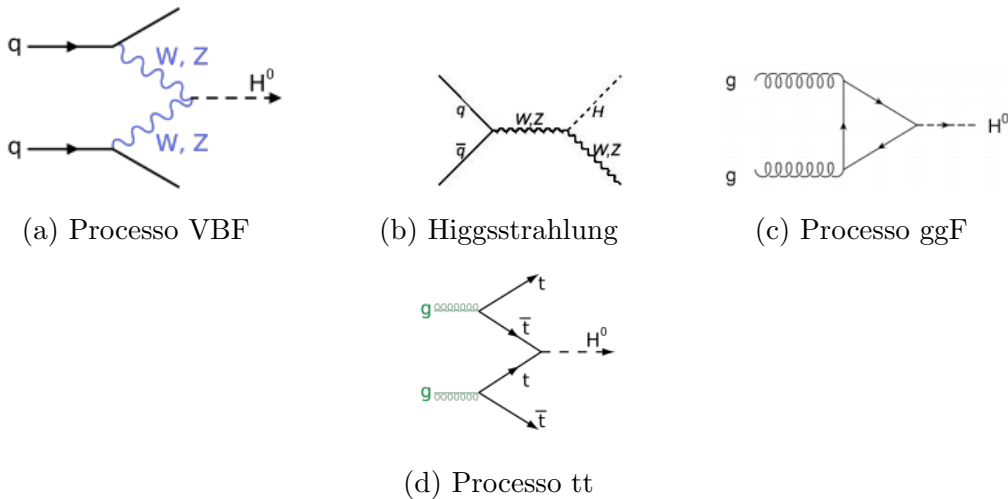 q
W, Z
H⁰
q
W, Z
(a) Processo VBF
q
W,Z
H
q̅
W,Z
(b) Higgsstrahlung
g
H⁰
g
(c) Processo ggF
t
g
t̅
H⁰
g
t
t̅
(d) Processo tt